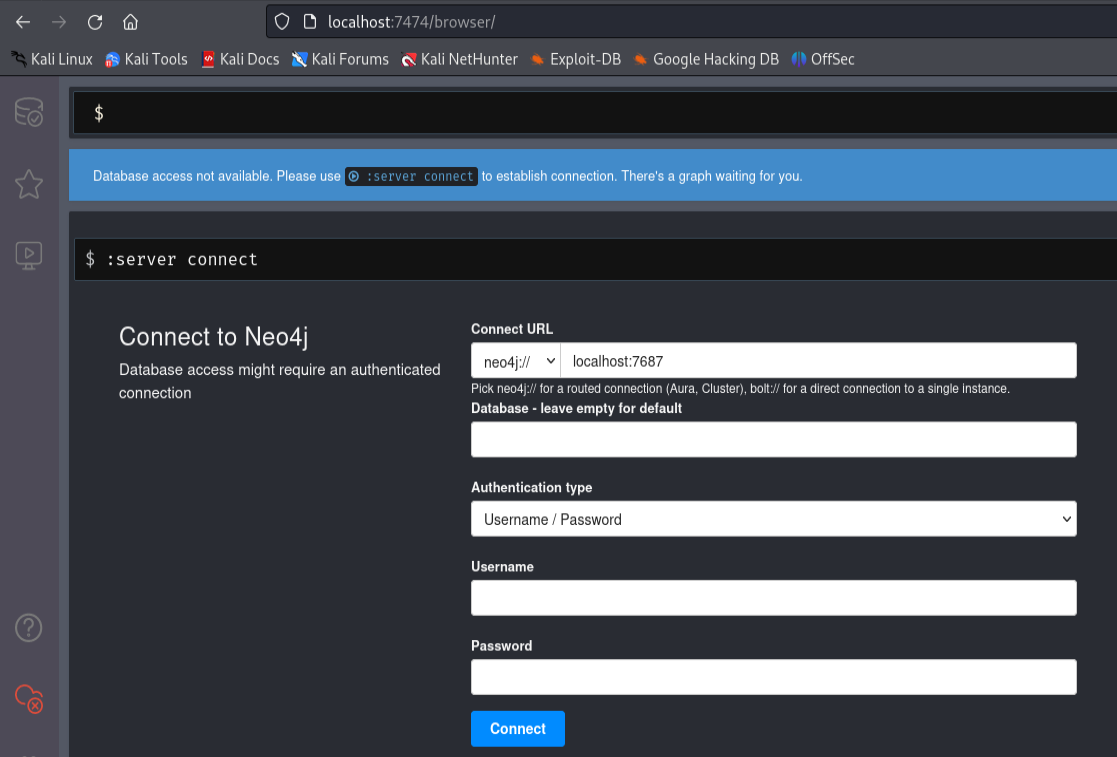 localhost:7474/browser/
Kali Linux Kali Tools Kali Docs Kali Forums Kali NetHunter Exploit-DB Google Hacking DB OffSec
$
Database access not available. Please use :server connect to establish connection. There's a graph waiting for you.
$ :server connect
Connect to Neo4j
Database access might require an authenticated
connection
Connect URL
neo4j:// localhost:7687
Pick neo4j:// for a routed connection (Aura, Cluster), bolt:// for a direct connection to a single instance.
Database - leave empty for default
Authentication type
Username / Password
Username
Password
Connect